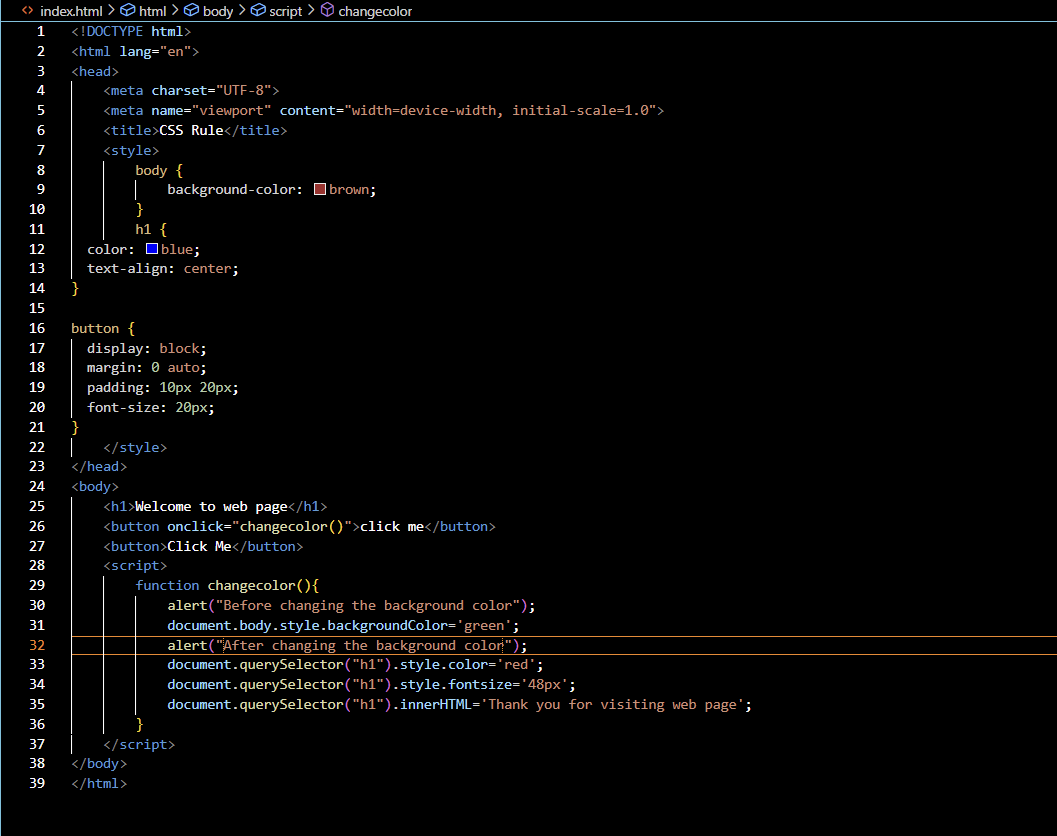 index.html > html > body > script > changecolor
1 <!DOCTYPE html>
2 <html lang="en">
3 <head>
4     <meta charset="UTF-8">
5     <meta name="viewport" content="width=device-width, initial-scale=1.0">
6     <title>CSS Rule</title>
7     <style>
8         body {
9             background-color: brown;
10         }
11         h1 {
12   color: blue;
13   text-align: center;
14 }
15
16 button {
17   display: block;
18   margin: 0 auto;
19   padding: 10px 20px;
20   font-size: 20px;
21 }
22     </style>
23 </head>
24 <body>
25     <h1>Welcome to web page</h1>
26     <button onclick="changecolor()">click me</button>
27     <button>Click Me</button>
28     <script>
29         function changecolor(){
30             alert("Before changing the background color");
31             document.body.style.backgroundColor='green';
32             alert("After changing the background color");
33             document.querySelector("h1").style.color='red';
34             document.querySelector("h1").style.fontsize='48px';
35             document.querySelector("h1").innerHTML='Thank you for visiting web page';
36         }
37     </script>
38 </body>
39 </html>